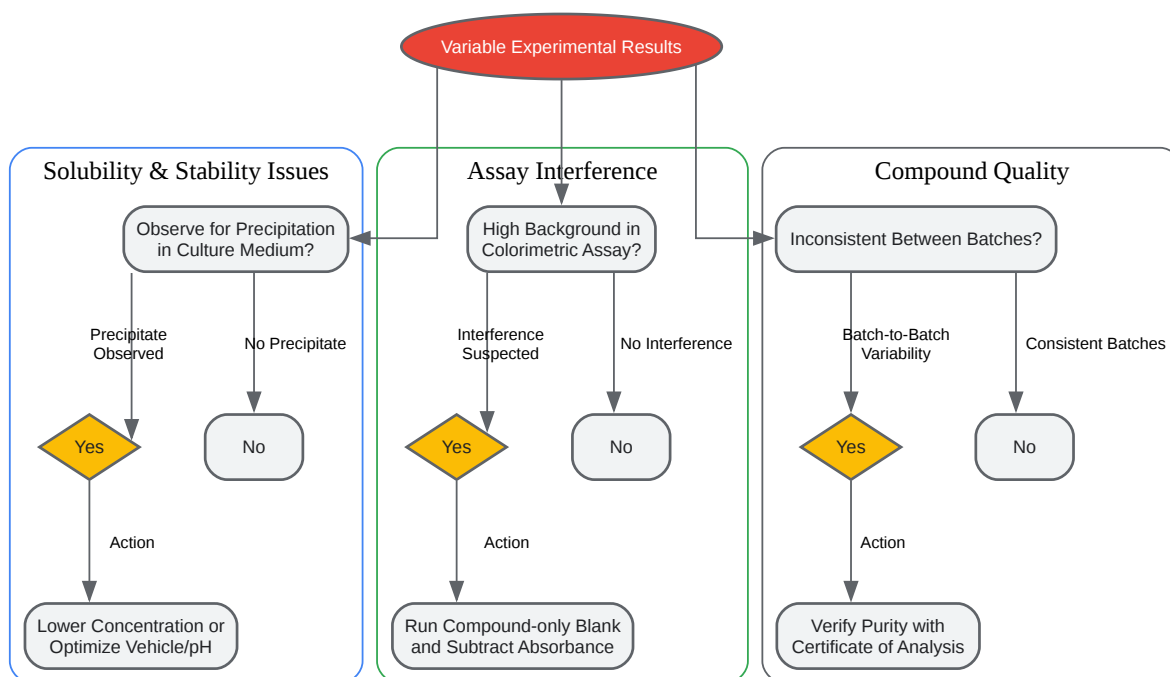 Variable Experimental Results
Solubility & Stability Issues
Observe for Precipitation
in Culture Medium?
Precipitate
Observed
No Precipitate
Yes
No
Action
Lower Concentration or
Optimize Vehicle/pH
Assay Interference
High Background in
Colorimetric Assay?
Interference
Suspected
No Interference
Yes
No
Action
Run Compound-only Blank
and Subtract Absorbance
Compound Quality
Inconsistent Between Batches?
Batch-to-Batch
Variability
Consistent Batches
Yes
No
Action
Verify Purity with
Certificate of Analysis